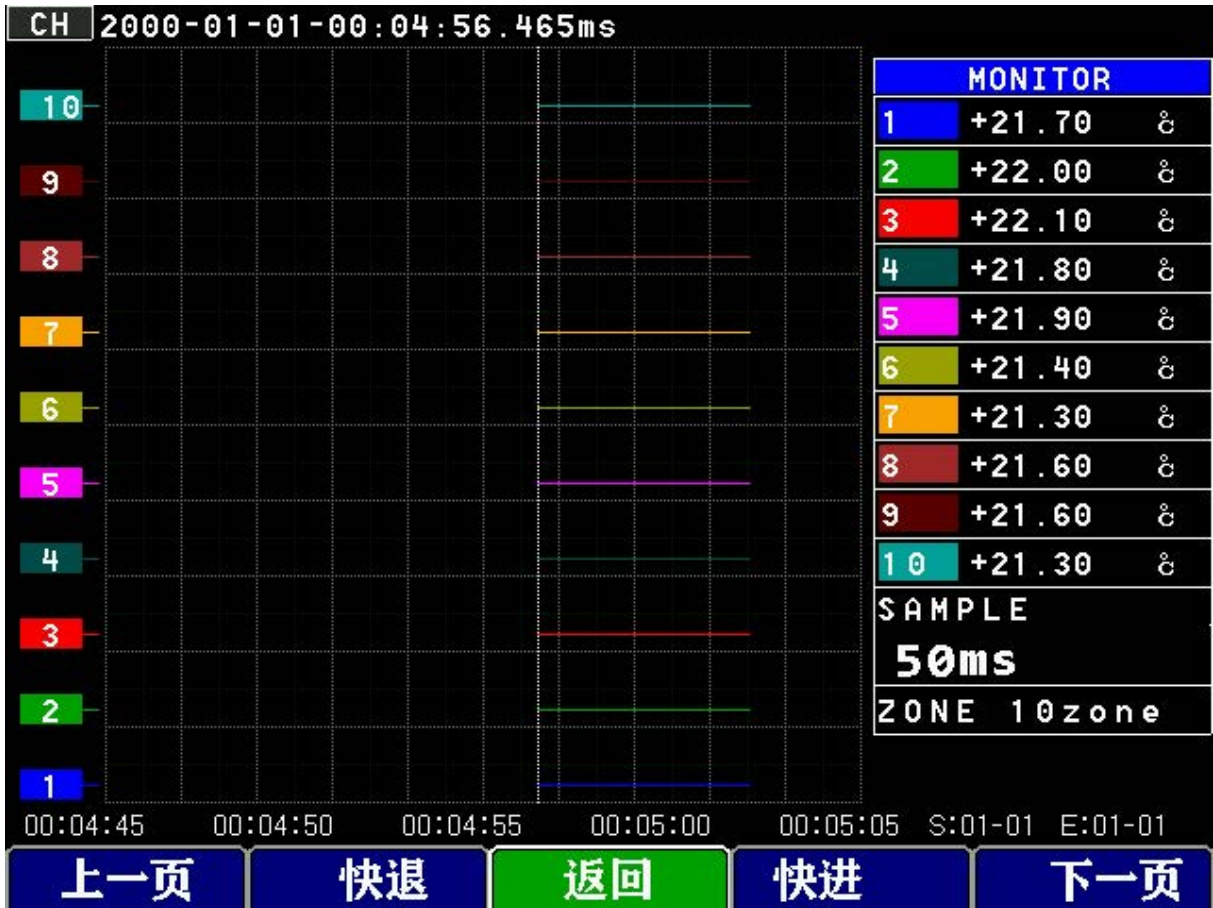 CH 2000-01-01-00:04:56.465ms
MONITOR
10
1 +21.70 ℃
9
2 +22.00 ℃
3 +22.10 ℃
8
4 +21.80 ℃
7
5 +21.90 ℃
6 +21.40 ℃
6
7 +21.30 ℃
8 +21.60 ℃
5
9 +21.60 ℃
4
10 +21.30 ℃
SAMPLE
3
50ms
2
ZONE 10zone
1
00:04:45 00:04:50 00:04:55 00:05:00 00:05:05 S:01-01 E:01-01
上一页 快退 返回 快进 下一页